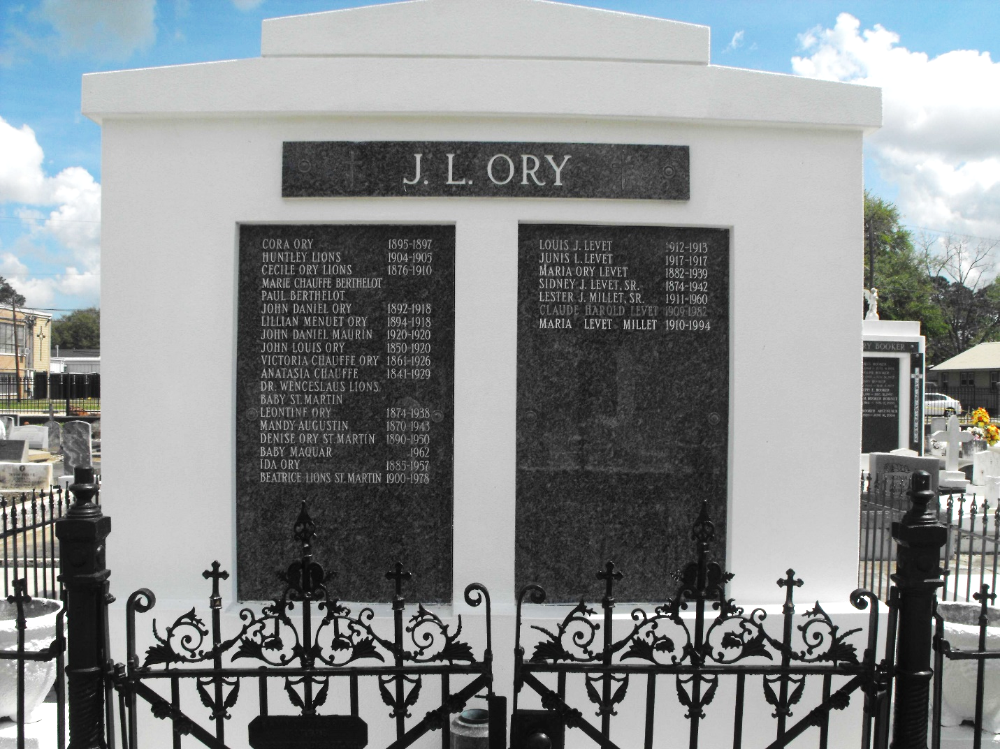 J. L. ORY
CORA ORY 1895-1897
HUNTLEY LIONS 1904-1905
CECILE ORY LIONS 1876-1910
MARIE CHAUFFE BERTHELOT
PAUL BERTHELOT
JOHN DANIEL ORY 1892-1918
LILLIAN MENUET ORY 1894-1918
JOHN DANIEL MAURIN 1920-1920
JOHN LOUIS ORY 1850-1920
VICTORIA CHAUFFE ORY 1861-1926
ANATASIA CHAUFFE 1841-1929
DR. WENCESLAUS LIONS
BABY ST. MARTIN
LEONTINE ORY 1874-1938
MANDY AUGUSTIN 1870-1943
DENISE ORY ST. MARTIN 1890-1950
BABY MAQUAR 1962
IDA ORY 1885-1957
BEATRICE LIONS ST. MARTIN 1900-1978
LOUIS J. LEVET 1912-1913
JUNIS L. LEVET 1917-1917
MARIA ORY LEVET 1882-1939
SIDNEY J. LEVET, SR. 1874-1942
LESTER J. MILLET, SR. 1911-1960
CLAUDE HAROLD LEVET 1909-1982
MARIA LEVET MILLET 1910-1994
RY BOOKER